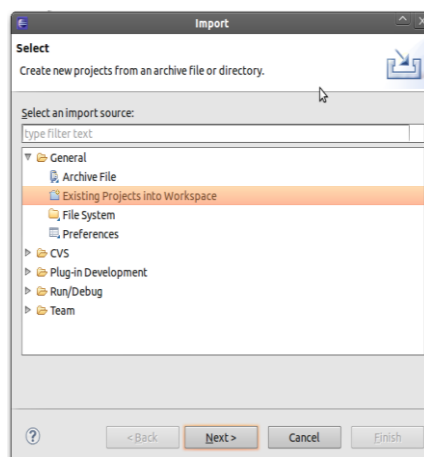 Import
Select
Create new projects from an archive file or directory.
Select an import source:
type filter text
General
Archive File
Existing Projects into Workspace
File System
Preferences
CVS
Plug-in Development
Run/Debug
Team
?
< Back
Next >
Cancel
Finish